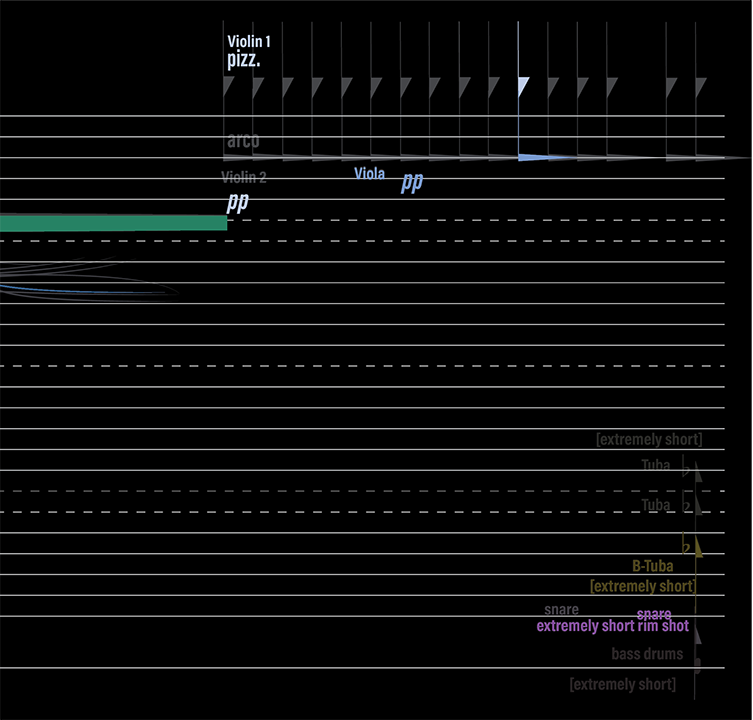 Violin 1
pizz.
arco
Violin 2
Viola
pp
pp
[extremely short]
Tuba
♭
Tuba
♭
♭
B-Tuba
[extremely short]
snare
snare
extremely short rim shot
bass drums
[extremely short]